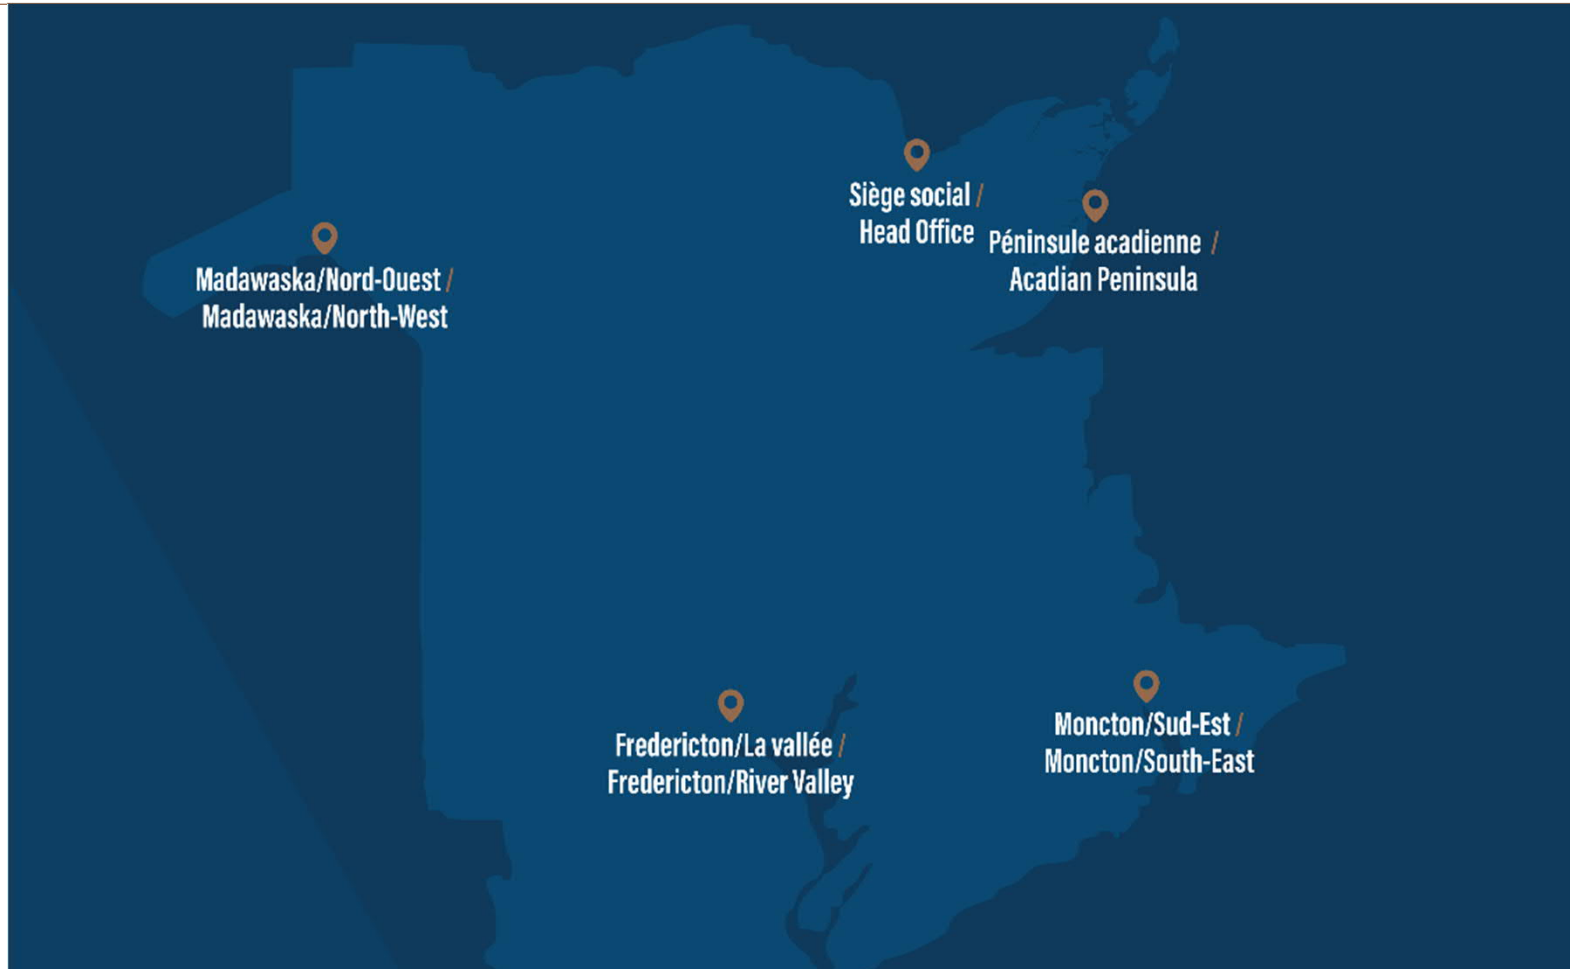 Siège social /
Head Office
Péninsule acadienne /
Acadian Peninsula
Madawaska/Nord-Ouest /
Madawaska/North-West
Fredericton/La vallée /
Fredericton/River Valley
Moncton/Sud-Est /
Moncton/South-East